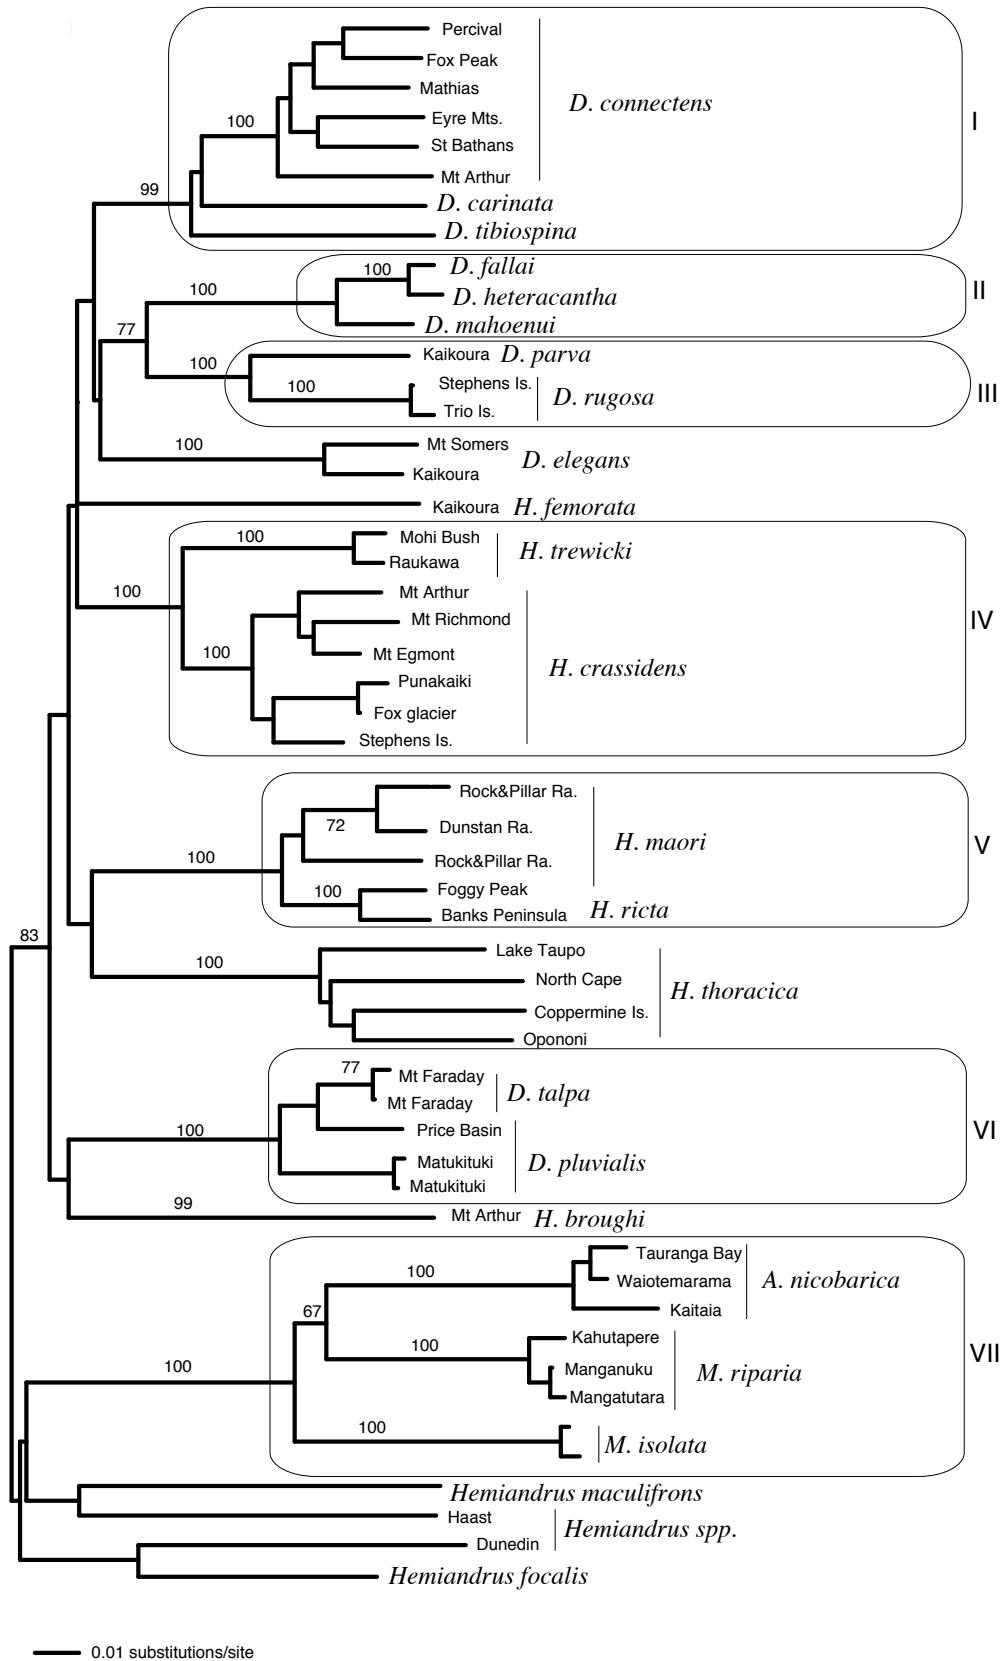 Percival
Fox Peak
Mathias
D. connectens
Eyre Mts.
100
St Bathans
I
Mt Arthur
99
D. carinata
D. tibiospina
100
D. fallai
100
D. heteracantha
II
77
D. mahoenui
100
Kaikoura D. parva
100
Stephens Is.
D. rugosa
III
Trio Is.
100
Mt Somers
D. elegans
Kaikoura
Kaikoura H. femorata
100
Mohi Bush
H. trewicki
Raukawa
100
Mt Arthur
Mt Richmond
IV
100
Mt Egmont
H. crassidens
Punakaiki
Fox glacier
Stephens Is.
Rock&Pillar Ra.
72
Dunstan Ra.
H. maori
V
100
Rock&Pillar Ra.
100
Foggy Peak
Banks Peninsula H. ricta
83
Lake Taupo
100
North Cape
H. thoracica
Coppermine Is.
Opononi
77
Mt Faraday
D. talpa
Mt Faraday
100
Price Basin
VI
Matukituki
D. pluvialis
Matukituki
99
Mt Arthur H. broughi
Tauranga Bay
100
Waiotemarama
A. nicobarica
67
Kaitaia
100
Kahutapere
Manganuku
M. riparia
VII
100
Mangatutara
100
M. isolata
Hemiandrus maculifrons
Haast
Hemiandrus spp.
Dunedin
Hemiandrus focalis
0.01 substitutions/site